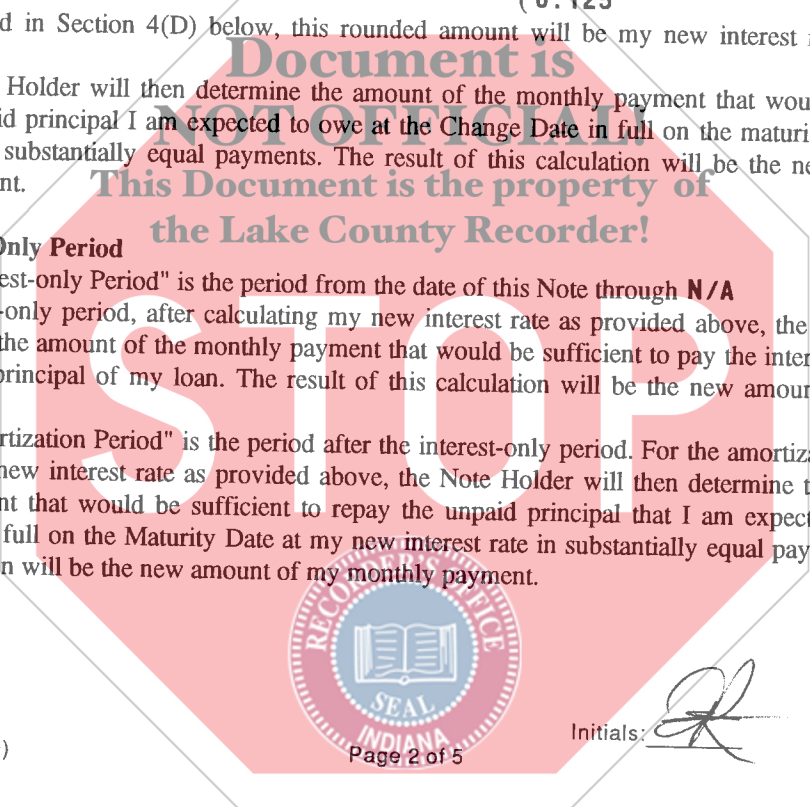 (0.125
d in Section 4(D) below, this rounded amount will be my new interest
Document is
Holder will then determine the amount of the monthly payment that wou
id principal I am expected to owe at the Change Date in full on the maturi
NOT OFFICIAL!
substantially equal payments. The result of this calculation will be the ne
nt.
This Document is the property of
the Lake County Recorder!
Only Period
est-only Period" is the period from the date of this Note through N/A
-only period, after calculating my new interest rate as provided above, the
the amount of the monthly payment that would be sufficient to pay the inter
principal of my loan. The result of this calculation will be the new amoun
STOP
rtization Period" is the period after the interest-only period. For the amortiza
new interest rate as provided above, the Note Holder will then determine t
nt that would be sufficient to repay the unpaid principal that I am expect
full on the Maturity Date at my new interest rate in substantially equal pay
n will be the new amount of my monthly payment.
RECORDER'S OFFICE
SEAL
INDIANA
Initials:
)
Page 2 of 5